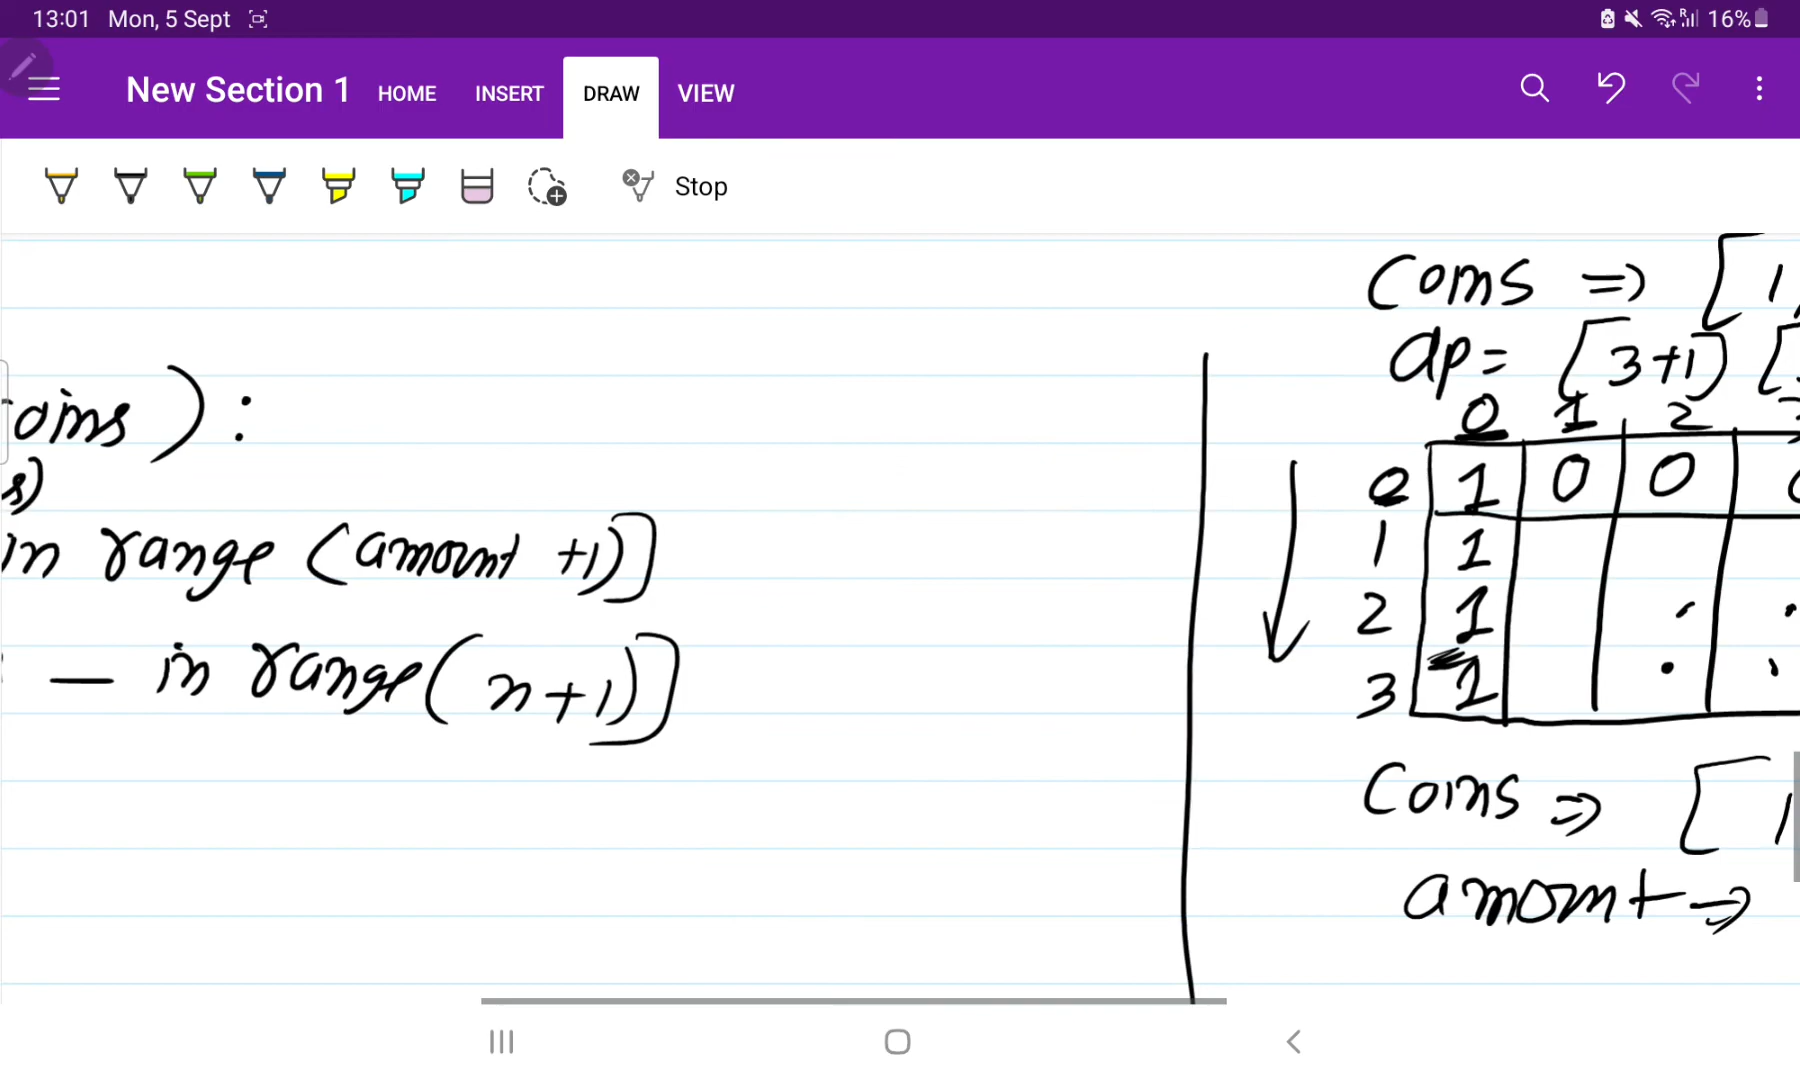 13:01 Mon, 5 Sept 16%
New Section 1 HOME INSERT DRAW VIEW
Stop
oins):
s)
in range (amount +1)]
— in range(n+1)]
Coins => [1,
dp= [3+1] [
0 1 2
0 1 0 0
1 1
2 1
3 1
Coins => [1
amount =>